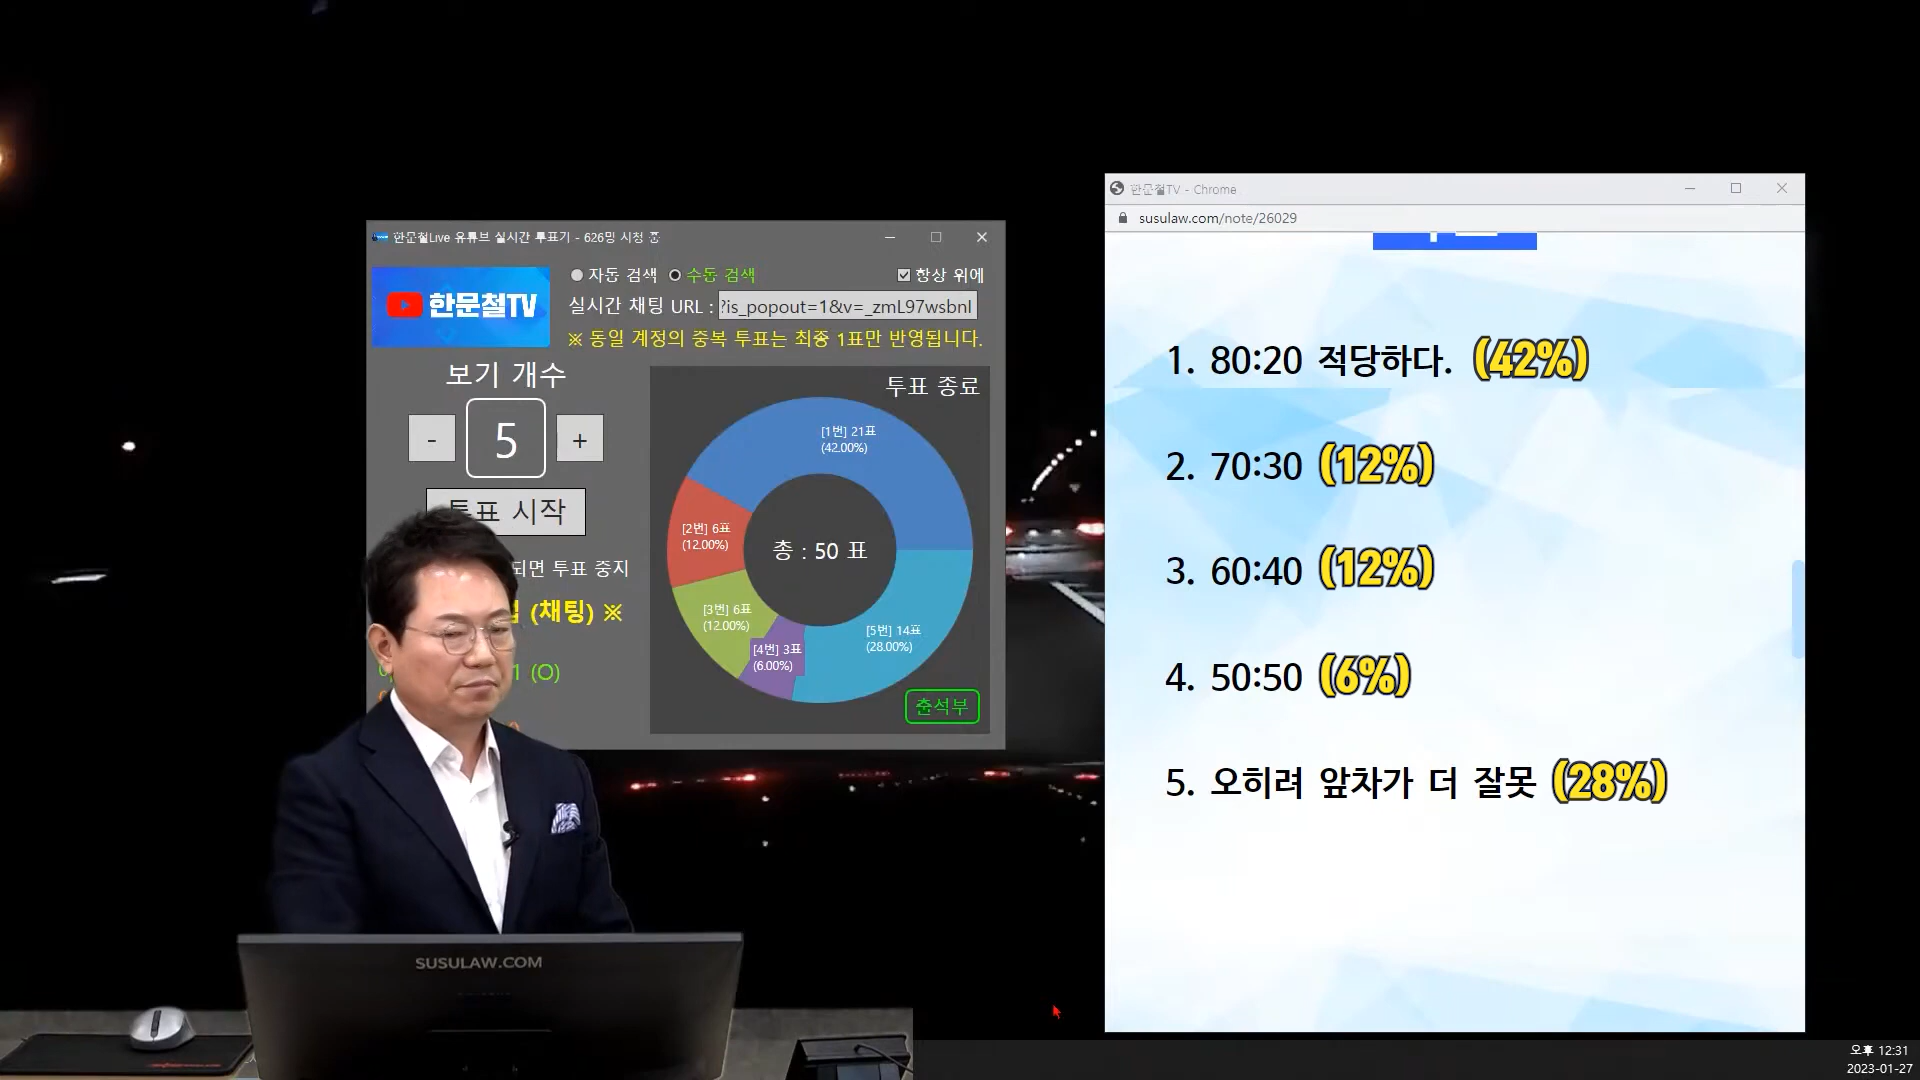 한문철Live 유튜브 실시간 투표기 - 626명 시청 중
한문철TV
자동 검색 수동 검색
항상 위에
실시간 채팅 URL : ?is_popout=1&v=_zmL97wsbnI
※ 동일 계정의 중복 투표는 최종 1표만 반영됩니다.
보기 개수
- 5 +
투표 시작
되면 투표 중지
(채팅) ※
1 (O)
투표 종료
[1번] 21표
(42.00%)
[2번] 6표
(12.00%)
총 : 50 표
[3번] 6표
(12.00%)
[4번] 3표
(6.00%)
[5번] 14표
(28.00%)
출석부
한문철TV - Chrome
susulaw.com/note/26029
1. 80:20 적당하다. (42%)
2. 70:30 (12%)
3. 60:40 (12%)
4. 50:50 (6%)
5. 오히려 앞차가 더 잘못 (28%)
SUSULAW.COM
오후 12:31
2023-01-27